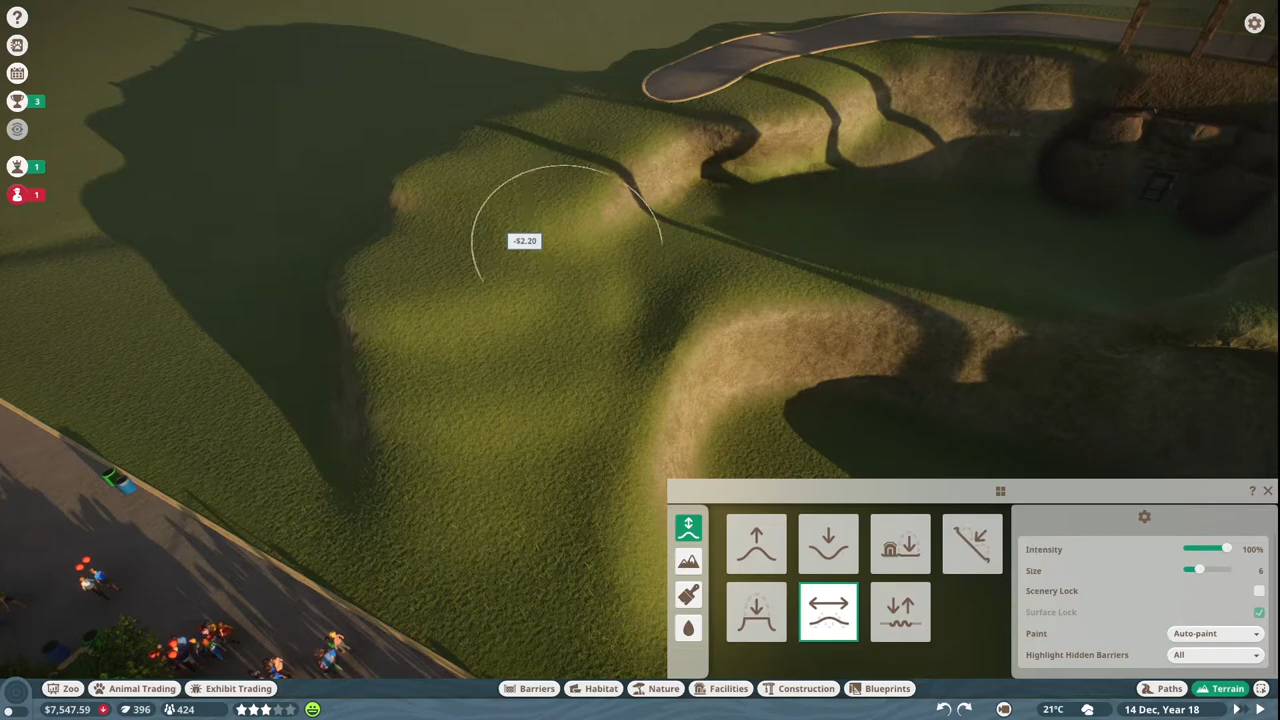 ?
3
1
1
-$2.20
?
Intensity 100%
Size 6
Scenery Lock
Surface Lock
Paint Auto-paint
Highlight Hidden Barriers All
Zoo Animal Trading Exhibit Trading Barriers Habitat Nature Facilities Construction Blueprints Paths Terrain
$7,547.59 396 424 21°C 14 Dec, Year 18